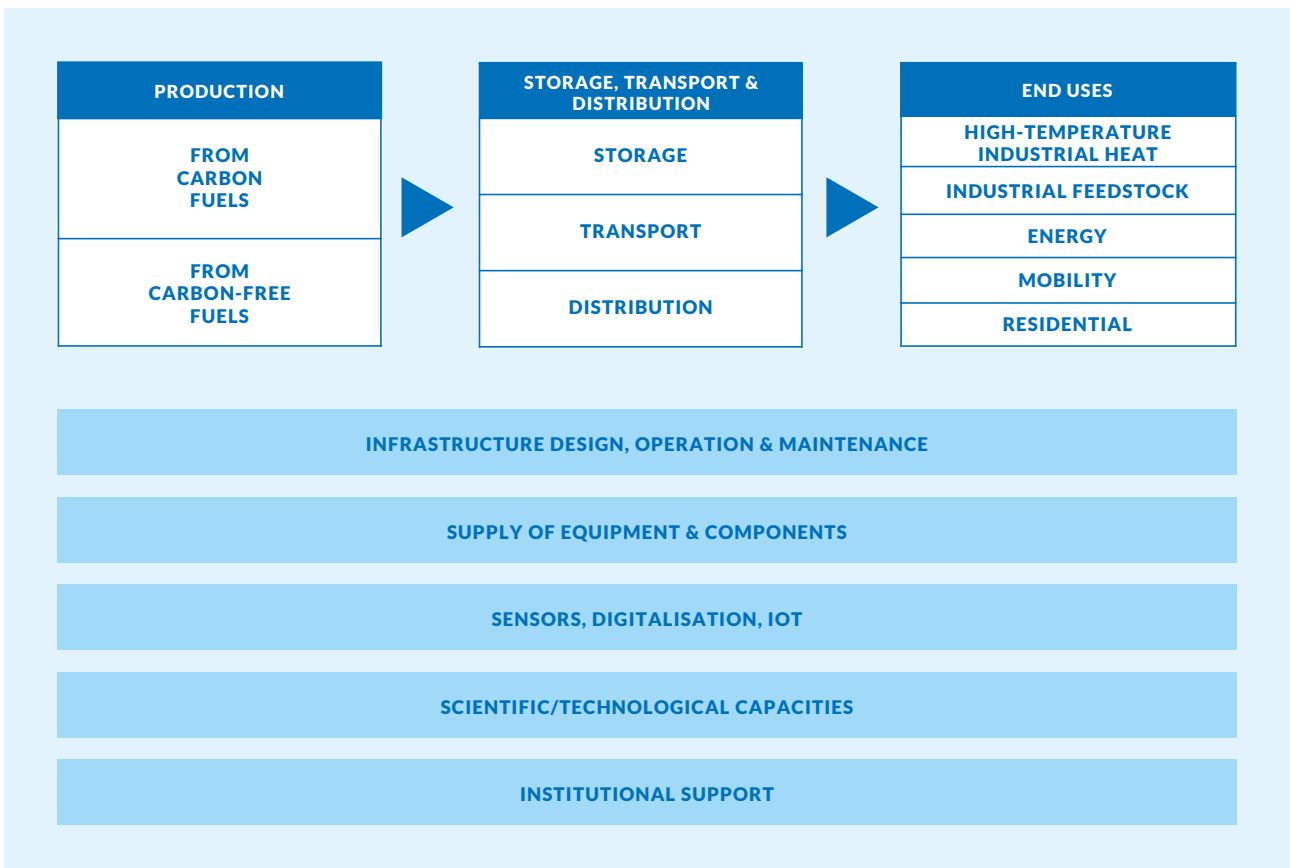 PRODUCTION
FROM
CARBON
FUELS
FROM
CARBON-FREE
FUELS
STORAGE, TRANSPORT &
DISTRIBUTION
STORAGE
TRANSPORT
DISTRIBUTION
END USES
HIGH-TEMPERATURE
INDUSTRIAL HEAT
INDUSTRIAL FEEDSTOCK
ENERGY
MOBILITY
RESIDENTIAL
INFRASTRUCTURE DESIGN, OPERATION & MAINTENANCE
SUPPLY OF EQUIPMENT & COMPONENTS
SENSORS, DIGITALISATION, IOT
SCIENTIFIC/TECHNOLOGICAL CAPACITIES
INSTITUTIONAL SUPPORT